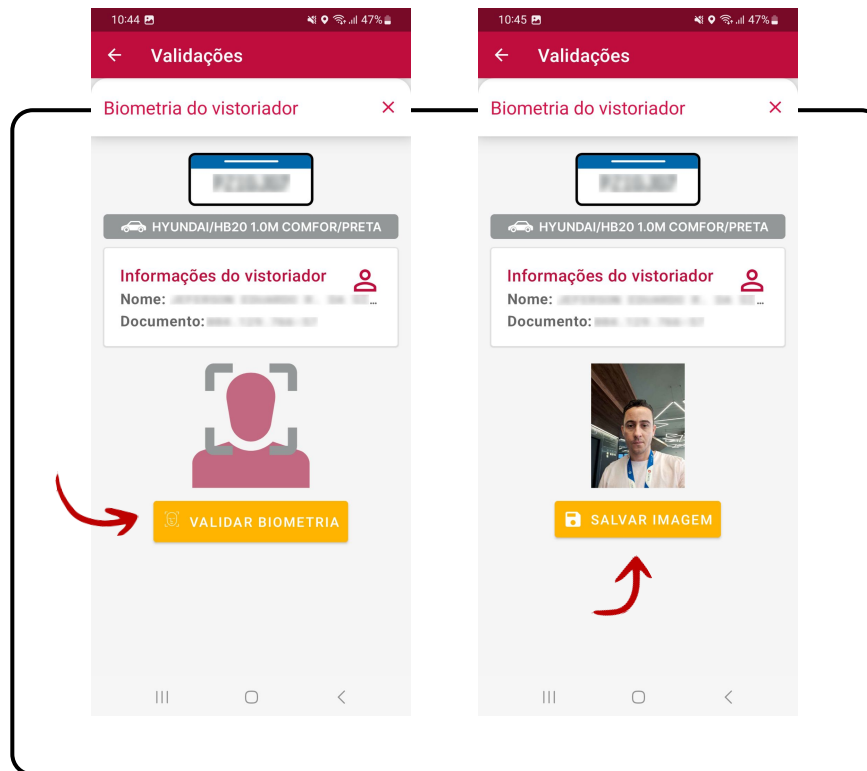 10:44
47%
Validações
Biometria do vistoriador
HYUNDAI/HB20 1.0M COMFOR/PRETA
Informações do vistoriador
Nome:
Documento:
VALIDAR BIOMETRIA
10:45
47%
Validações
Biometria do vistoriador
HYUNDAI/HB20 1.0M COMFOR/PRETA
Informações do vistoriador
Nome:
Documento:
SALVAR IMAGEM